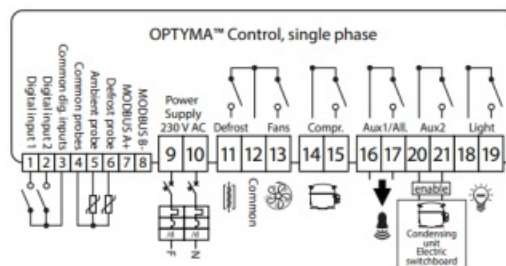 OPTYMA™ Control, single phase
Digital input 1
Digital input 2
Common dig. inputs
Common probes
Ambient probe
Defrost probe
MODBUS A+
MODBUS B-
Power
Supply
230 V AC
Defrost
Fans
Compr.
Aux1/All.
Aux2
Light
1 2 3 4 5 6 7 8 9 10 11 12 13 14 15 16 17 20 21 18 19
Common
enable
F
N
Condensing
unit
Electric
switchboard